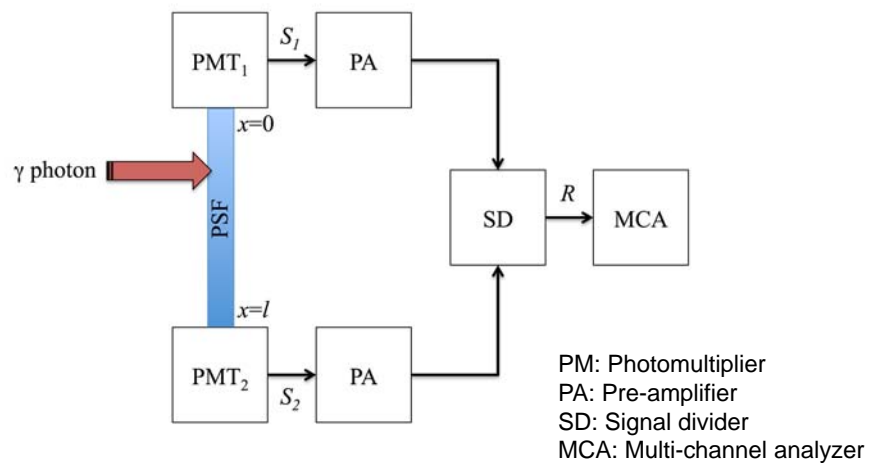 PMT₁
S₁
PA
x=0
γ photon
PSF
SD
R
MCA
x=l
PMT₂
S₂
PA
PM: Photomultiplier
PA: Pre-amplifier
SD: Signal divider
MCA: Multi-channel analyzer